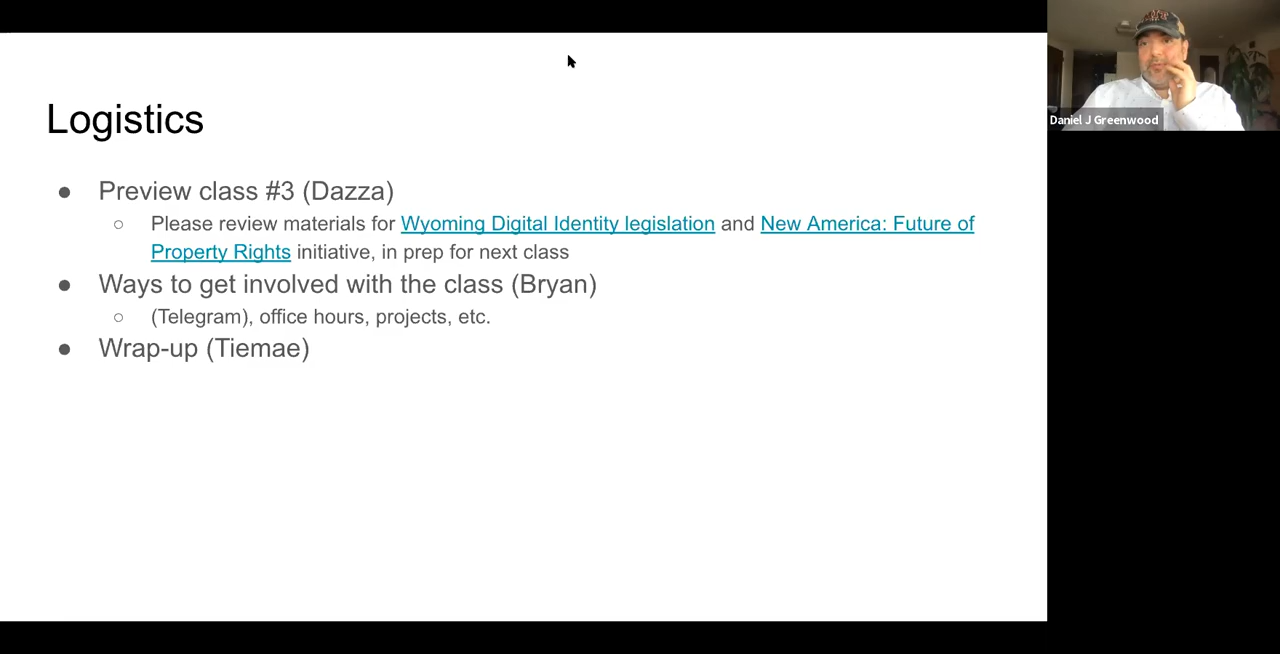 Logistics
● Preview class #3 (Dazza)
○ Please review materials for Wyoming Digital Identity legislation and New America: Future of
Property Rights initiative, in prep for next class
● Ways to get involved with the class (Bryan)
○ (Telegram), office hours, projects, etc.
● Wrap-up (Tiemae)
Daniel J Greenwood